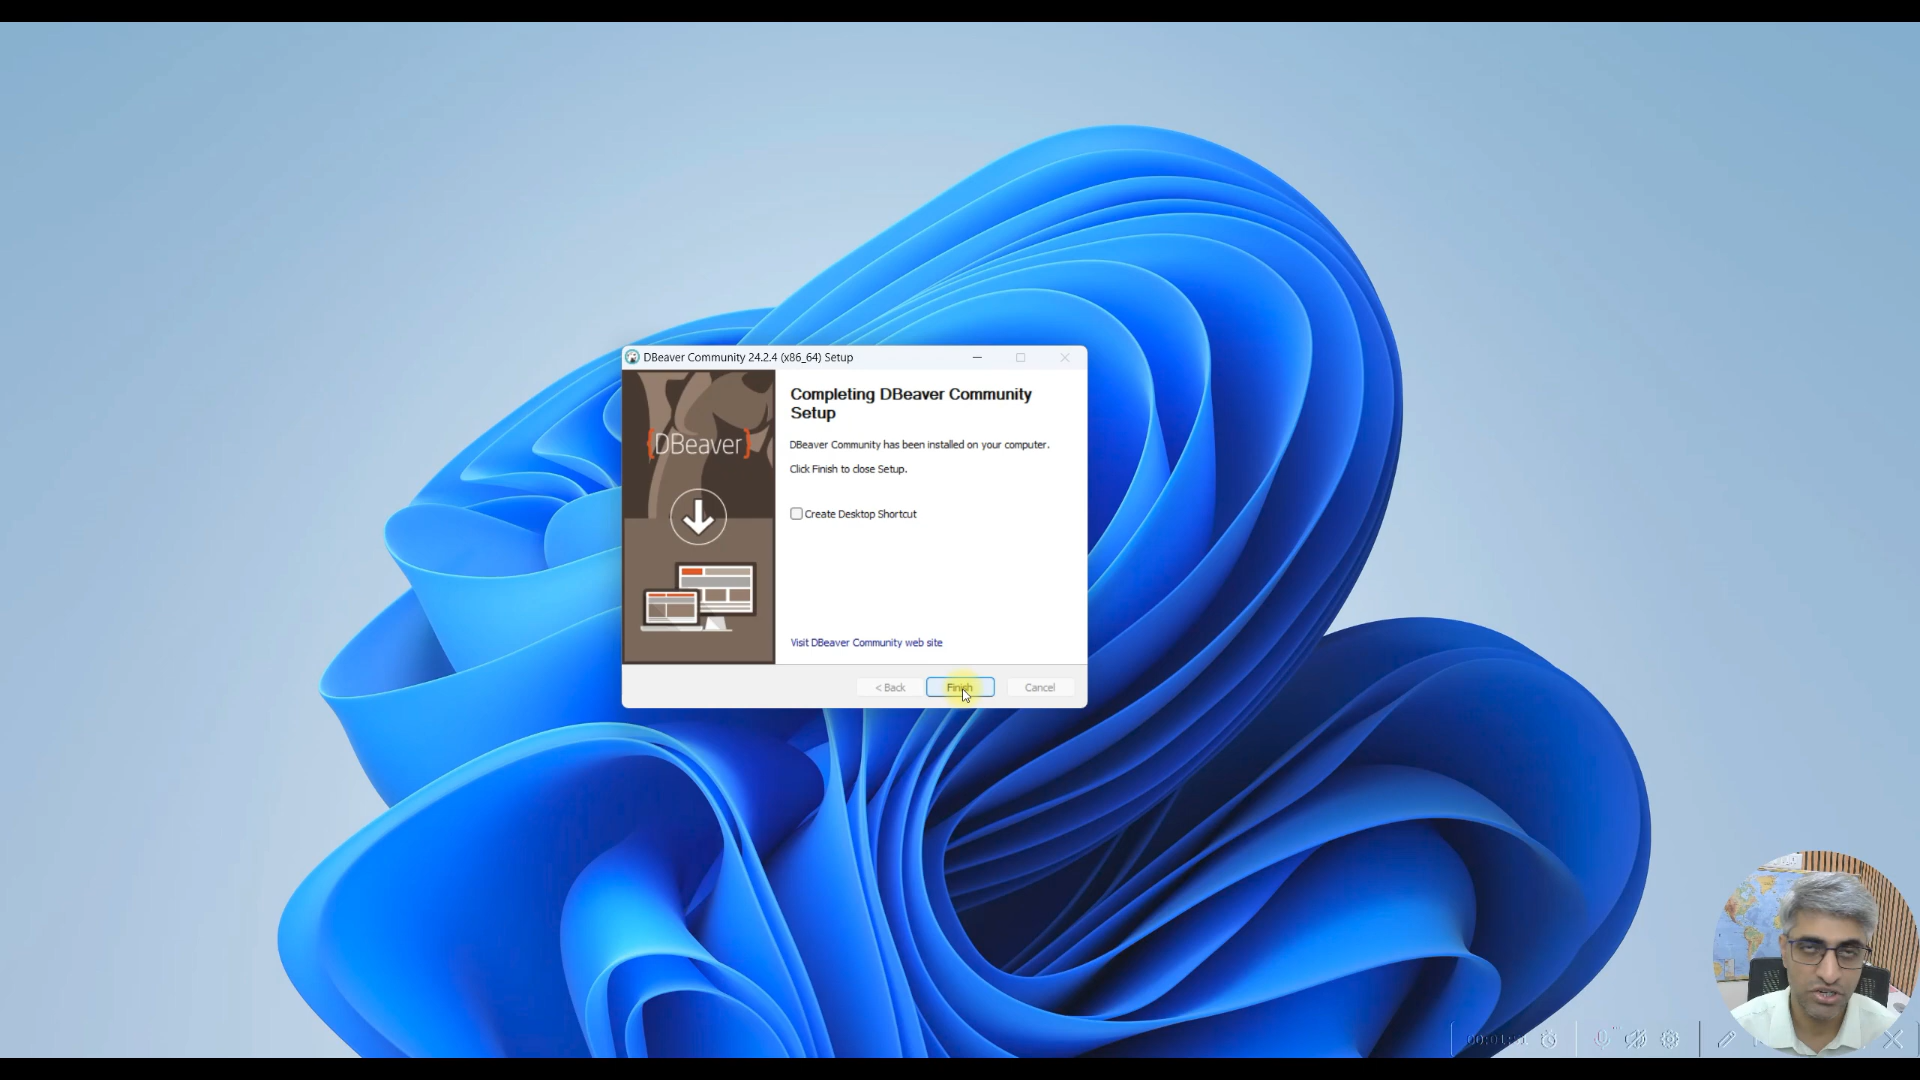 DBeaver Community 24.2.4 (x86_64) Setup
Completing DBeaver Community
Setup
{DBeaver}
DBeaver Community has been installed on your computer.
Click Finish to close Setup.
Create Desktop Shortcut
Visit DBeaver Community web site
< Back
Finish
Cancel